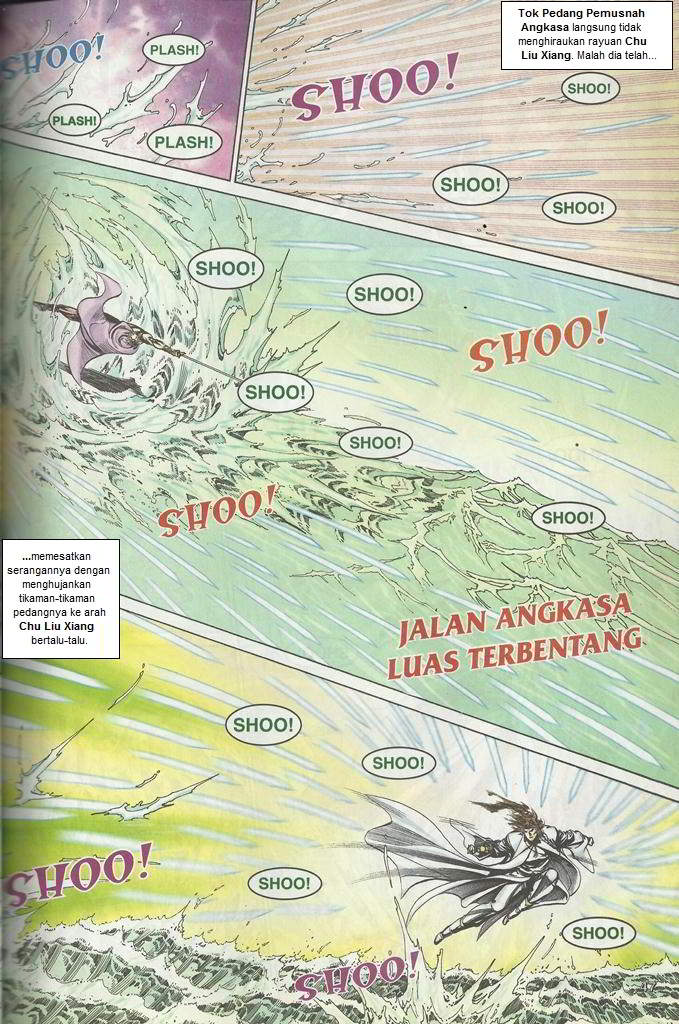 SHOO!
PLASH!
PLASH!
PLASH!
Tok Pedang Pemusnah
Angkasa langsung tidak
menghiraukan rayuan Chu
Liu Xiang. Malah dia telah...
SHOO!
SHOO!
SHOO!
SHOO!
SHOO!
SHOO!
SHOO!
SHOO!
SHOO!
SHOO!
SHOO!
...memesatkan
serangannya dengan
menghujankan
tikaman-tikaman
pedangnya ke arah
Chu Liu Xiang
bertalu-talu.
JALAN ANGKASA
LUAS TERBENTANG
SHOO!
SHOO!
SHOO!
SHOO!
SHOO!
SHOO!